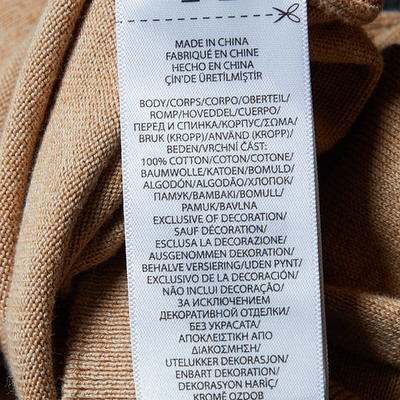 MADE IN CHINA
FABRIQUÉ EN CHINE
HECHO EN CHINA
ÇİN'DE ÜRETİLMİŞTİR
BODY/CORPS/CORPO/OBERTEIL/
ROMP/HOVEDDEL/CUERPO/
ПЕРЕД И СПИНКА/КОРПУС/ΣΩΜΑ/
BRUK (KROPP)/ANVÄND (KROPP)/
BEDEN/VRCHNÍ ČÁST:
100% COTTON/COTON/COTONE/
BAUMWOLLE/KATOEN/BOMULD/
ALGODÓN/ALGODÃO/ХЛОПОК/
ПАМУК/ΒΑΜΒΑΚΙ/BOMULL/
PAMUK/BAVLNA
EXCLUSIVE OF DECORATION/
SAUF DÉCORATION/
ESCLUSA LA DECORAZIONE/
AUSGENOMMEN DEKORATION/
BEHALVE VERSIERING/UDEN PYNT/
EXCLUSIVO DE LA DECORACIÓN/
NÃO INCLUI DECORAÇÃO/
ЗА ИСКЛЮЧЕНИЕМ
ДЕКОРАТИВНОЙ ОТДЕЛКИ/
БЕЗ УКРАСАТА/
ΑΠΟΚΛΕΙΣΤΙΚΗ ΑΠΟ
ΔΙΑΚΟΣΜΗΣΗ/
UTELUKKER DEKORASJON/
ENBART DEKORATION/
DEKORASYON HARİÇ/
KROMĚ OZDOB